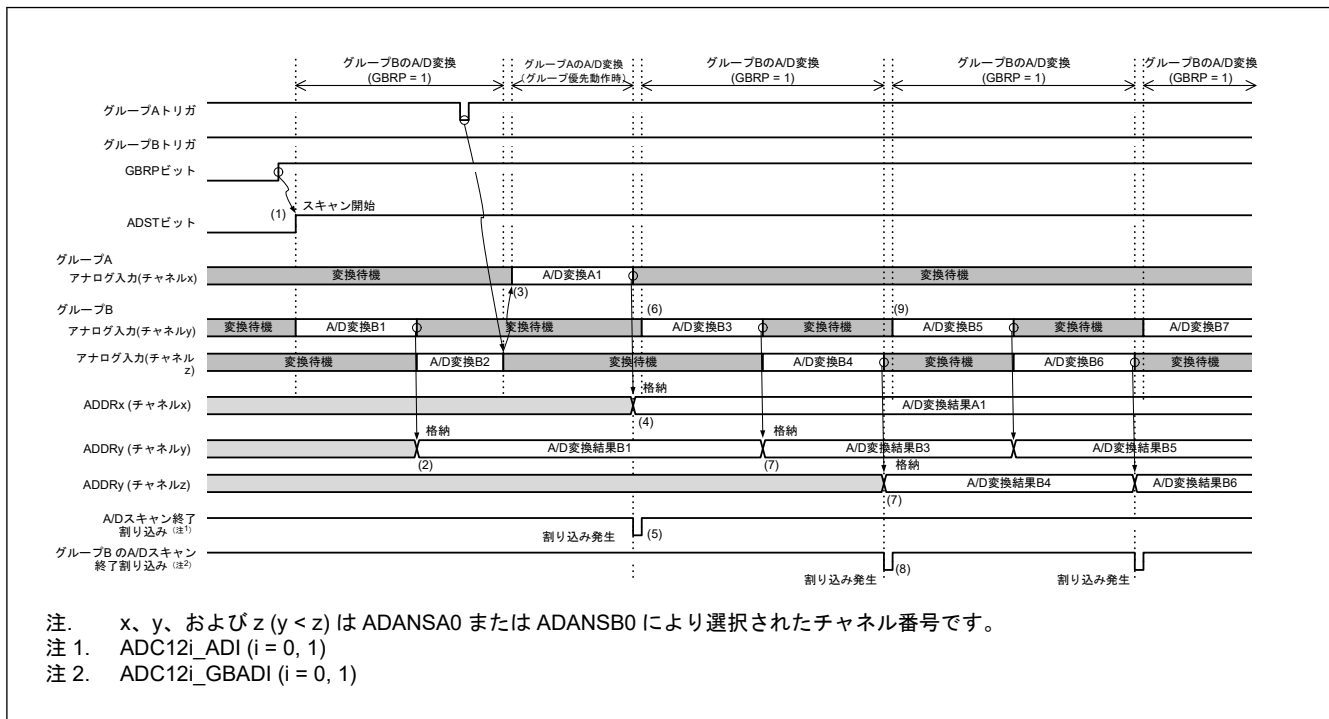 グループBのA/D変換
(GBRP = 1)
グループAのA/D変換
(グループ優先動作時)
グループBのA/D変換
(GBRP = 1)
グループBのA/D変換
(GBRP = 1)
グループBのA/D変換
(GBRP = 1)
グループAトリガ
グループBトリガ
GBRPビット
(1)
スキャン開始
ADSTビット
グループA
アナログ入力(チャネルx)
変換待機
A/D変換A1
変換待機
(3)
グループB
(6)
(9)
アナログ入力(チャネルy)
変換待機
A/D変換B1
変換待機
A/D変換B3
変換待機
A/D変換B5
変換待機
A/D変換B7
アナログ入力(チャネル
z)
変換待機
A/D変換B2
変換待機
A/D変換B4
変換待機
A/D変換B6
変換待機
格納
ADDRx (チャネルx)
A/D変換結果A1
(4)
格納
格納
ADDRy (チャネルy)
A/D変換結果B1
A/D変換結果B3
A/D変換結果B5
(2)
(7)
格納
ADDRy (チャネルz)
A/D変換結果B4
A/D変換結果B6
(7)
A/Dスキャン終了
割り込み (注1)
割り込み発生
(5)
グループB のA/Dスキャン
終了割り込み (注2)
(8)
割り込み発生
割り込み発生
注. x、y、および z (y < z) は ADANSA0 または ADANSB0 により選択されたチャネル番号です。
注 1. ADC12i_ADI (i = 0, 1)
注 2. ADC12i_GBADI (i = 0, 1)